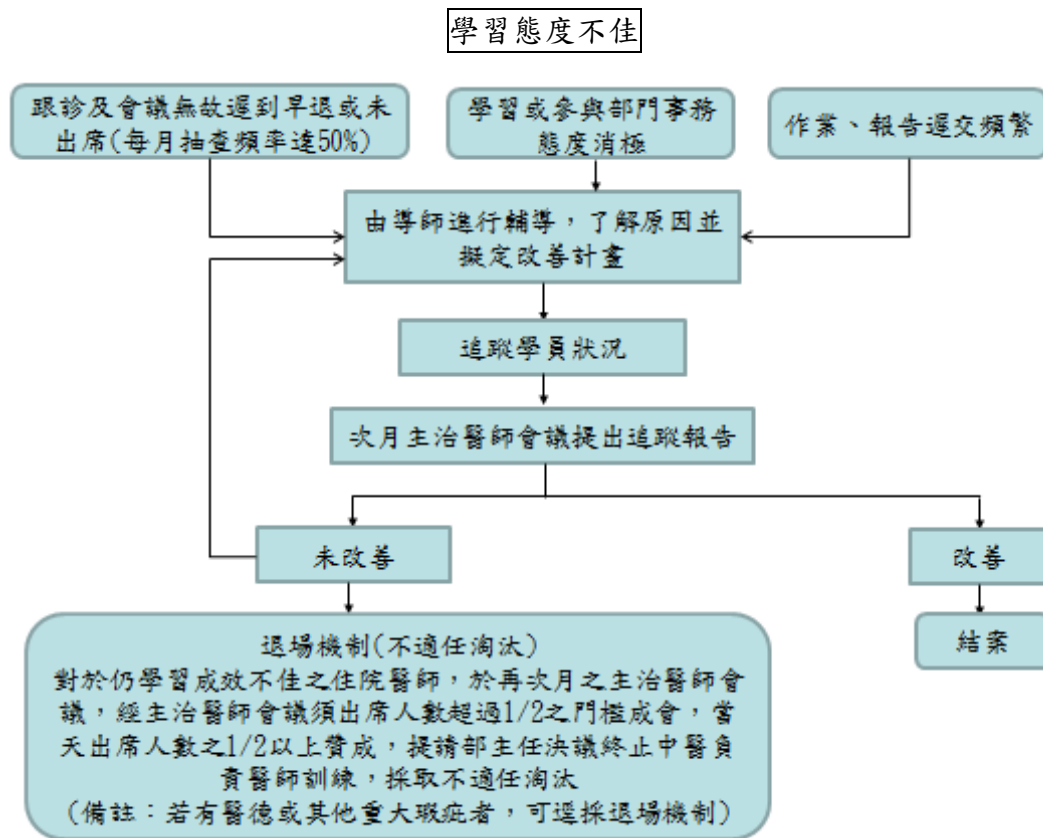 學習態度不佳
跟診及會議無故遲到早退或未
出席(每月抽查頻率達50%)
學習或參與部門事務
態度消極
作業、報告遲交頻繁
由導師進行輔導，了解原因並
擬定改善計畫
追蹤學員狀況
次月主治醫師會議提出追蹤報告
未改善
改善
退場機制(不適任淘汰)
對於仍學習成效不佳之住院醫師，於再次月之主治醫師會
議，經主治醫師會議須出席人數超過1/2之門檻成會，當
天出席人數之1/2以上贊成，提請部主任決議終止中醫負
責醫師訓練，採取不適任淘汰
(備註：若有醫德或其他重大瑕疵者，可逕採退場機制)
結案